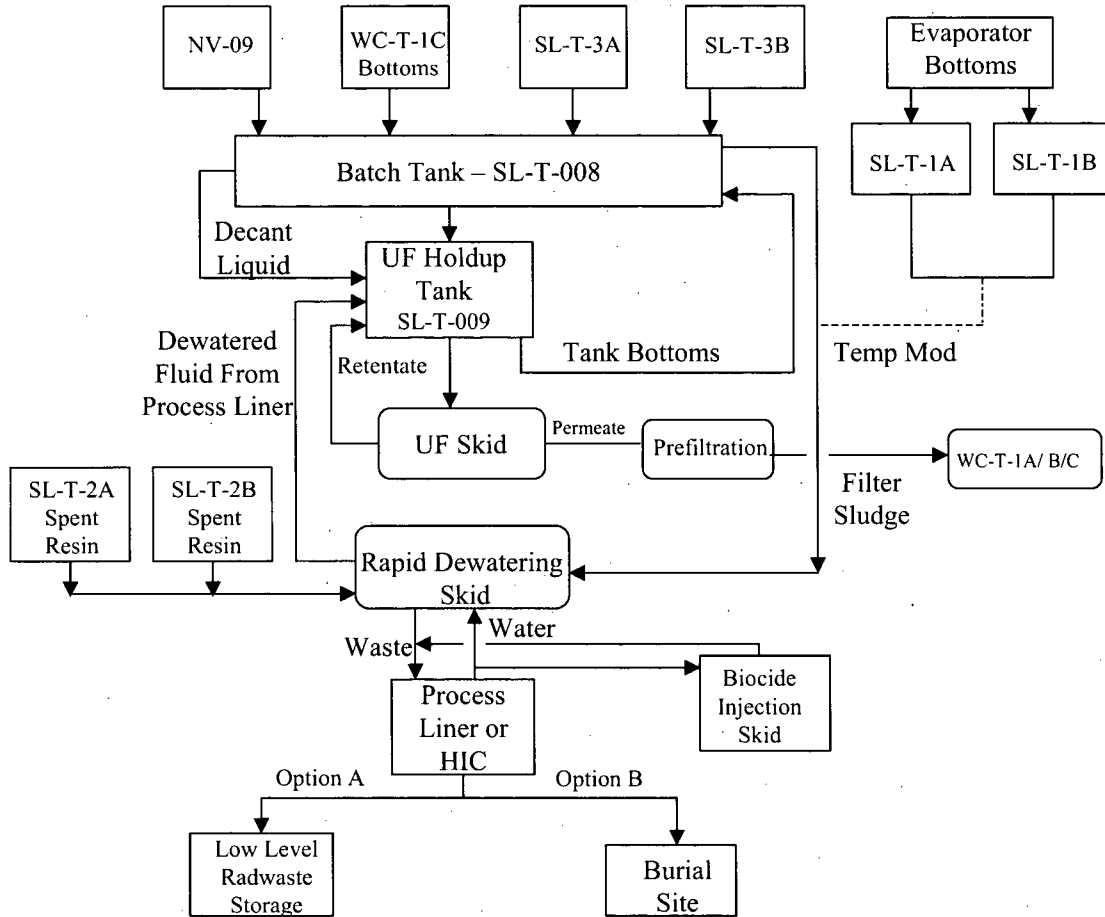 NV-09
WC-T-1C
Bottoms
SL-T-3A
SL-T-3B
Evaporator
Bottoms
Batch Tank – SL-T-008
SL-T-1A
SL-T-1B
Decant
Liquid
UF Holdup
Tank
SL-T-009
Dewatered
Fluid From
Process Liner
Retentate
Tank Bottoms
Temp Mod
UF Skid
Permeate
Prefiltration
WC-T-1A/ B/C
Filter
Sludge
SL-T-2A
Spent
Resin
SL-T-2B
Spent
Resin
Rapid Dewatering
Skid
Waste
Water
Process
Liner or
HIC
Biocide
Injection
Skid
Option A
Option B
Low Level
Radwaste
Storage
Burial
Site